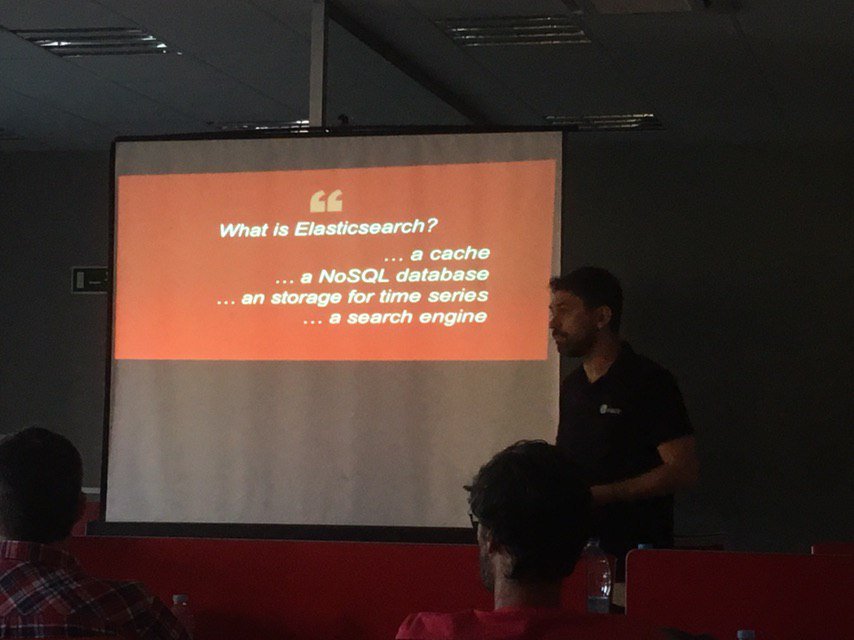 “
What is Elasticsearch?
... a cache
... a NoSQL database
... an storage for time series
... a search engine